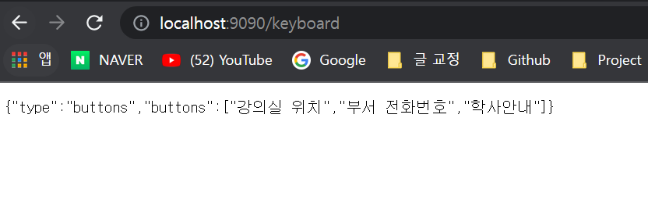 localhost:9090/keyboard
앱 NAVER (52) YouTube Google 글 교정 Github Project
{"type":"buttons","buttons":["강의실 위치","부서 전화번호","학사안내"]}